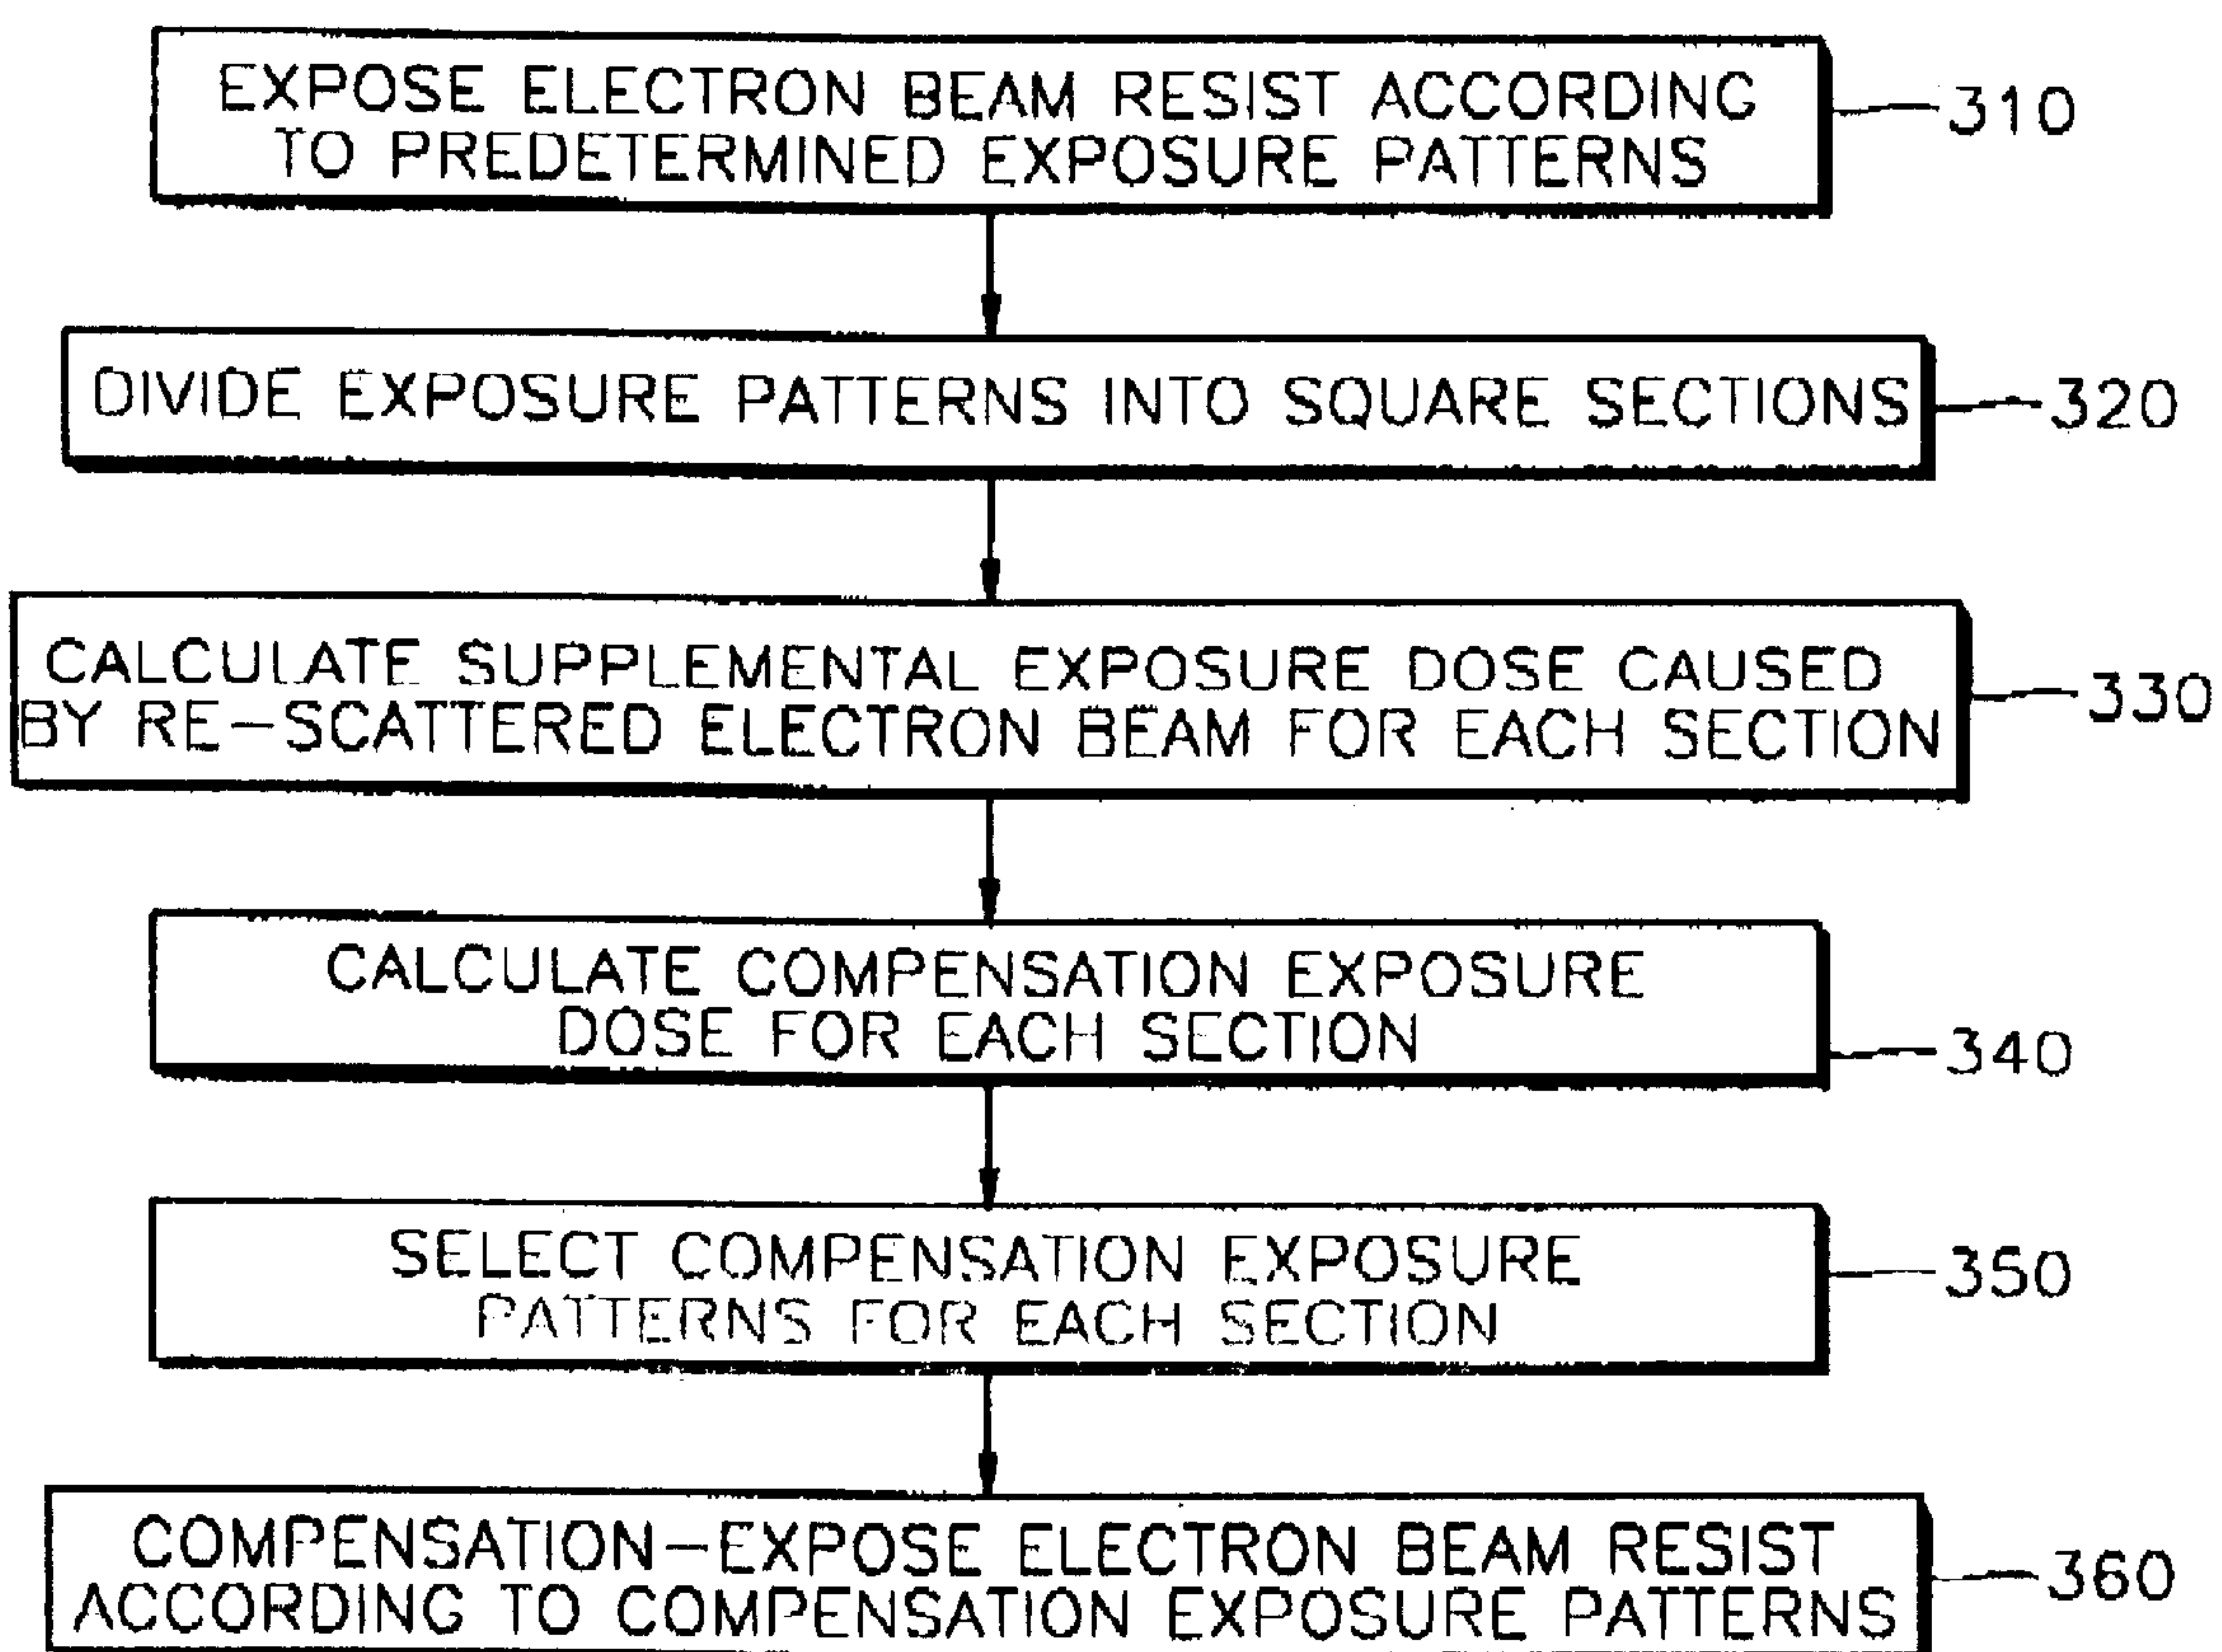 EXPOSE ELECTRON BEAM RESIST ACCORDING
TO PREDETERMINED EXPOSURE PATTERNS
310
DIVIDE EXPOSURE PATTERNS INTO SQUARE SECTIONS
320
CALCULATE SUPPLEMENTAL EXPOSURE DOSE CAUSED
BY RE-SCATTERED ELECTRON BEAM FOR EACH SECTION
330
CALCULATE COMPENSATION EXPOSURE
DOSE FOR EACH SECTION
340
SELECT COMPENSATION EXPOSURE
PATTERNS FOR EACH SECTION
350
COMPENSATION-EXPOSE ELECTRON BEAM RESIST
ACCORDING TO COMPENSATION EXPOSURE PATTERNS
360